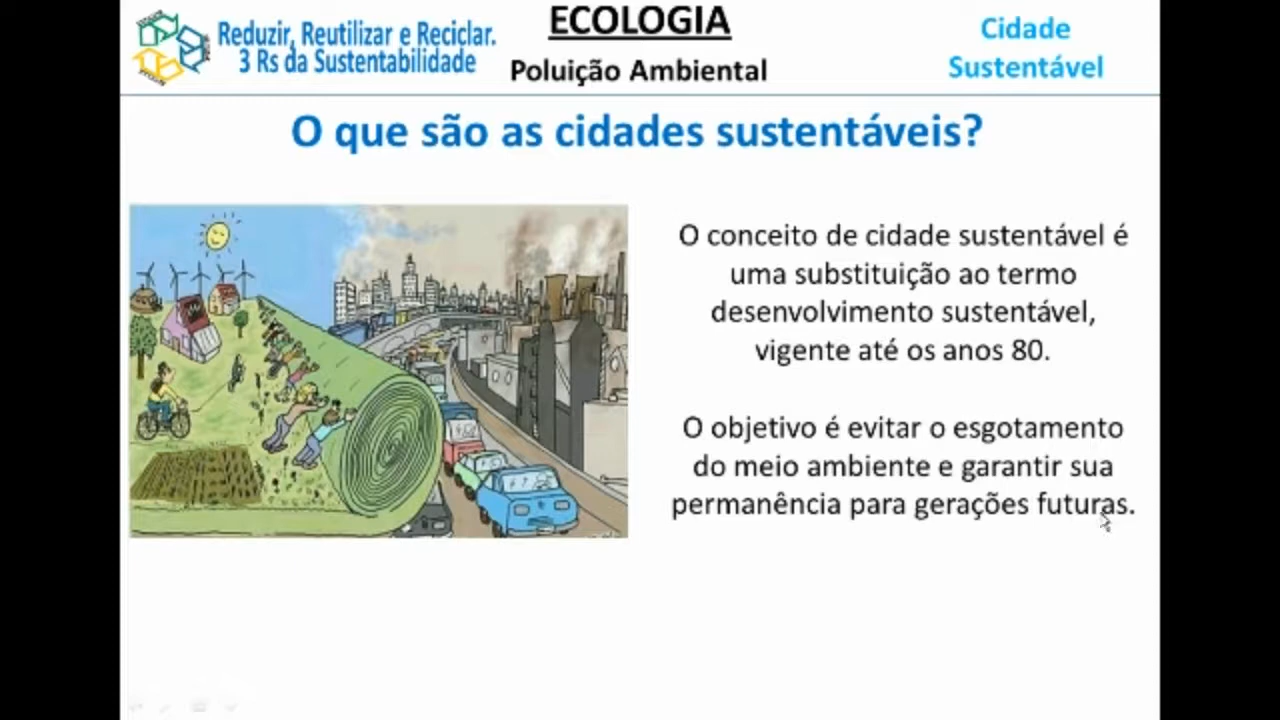 Reduzir, Reutilizar e Reciclar.
3 Rs da Sustentabilidade
ECOLOGIA
Poluição Ambiental
Cidade
Sustentável
O que são as cidades sustentáveis?
O conceito de cidade sustentável é
uma substituição ao termo
desenvolvimento sustentável,
vigente até os anos 80.
O objetivo é evitar o esgotamento
do meio ambiente e garantir sua
permanência para gerações futuras.